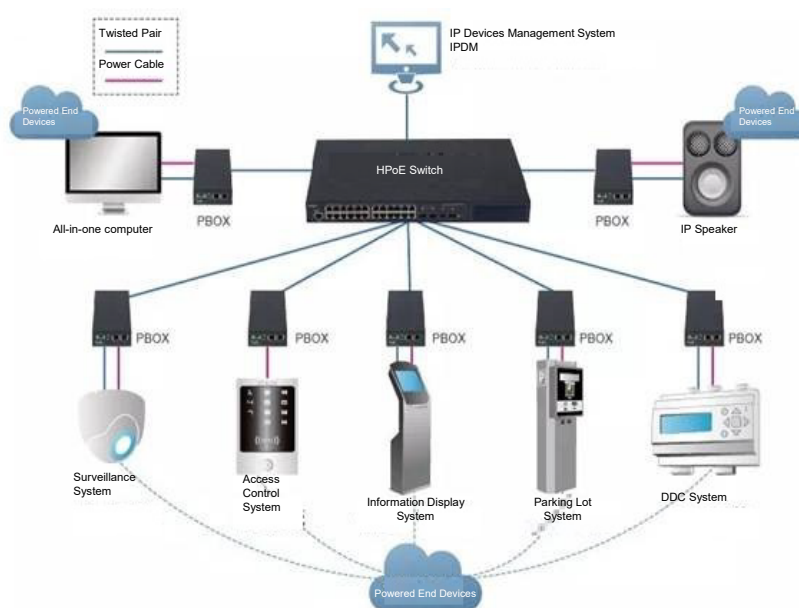 Twisted Pair
Power Cable
IP Devices Management System
IPDM
Powered End
Devices
Powered End
Devices
HPoE Switch
PBOX
PBOX
All-in-one computer
IP Speaker
PBOX
PBOX
PBOX
PBOX
PBOX
Surveillance
System
Access
Control
System
Information Display
System
Parking Lot
System
DDC System
Powered End Devices